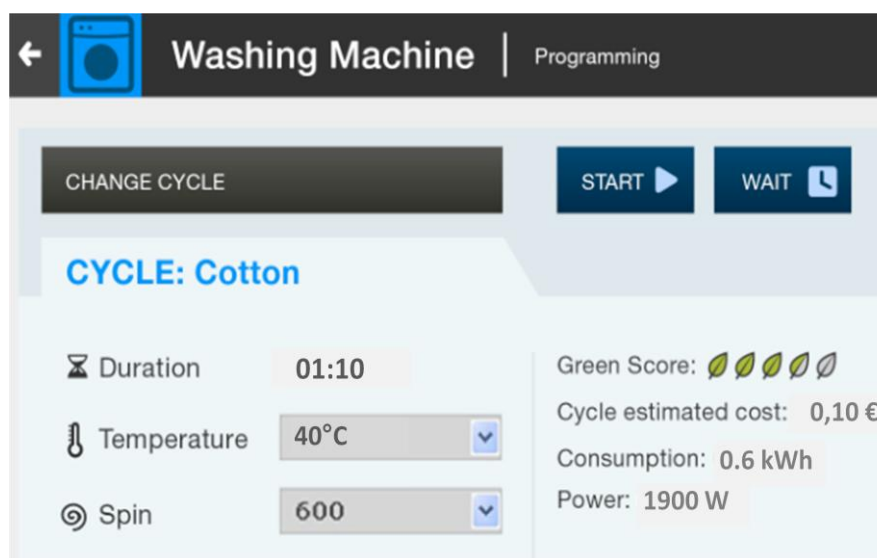 Washing Machine | Programming
CHANGE CYCLE
START
WAIT
CYCLE: Cotton
Duration 01:10
Temperature 40°C
Spin 600
Green Score:
Cycle estimated cost: 0,10 €
Consumption: 0.6 kWh
Power: 1900 W